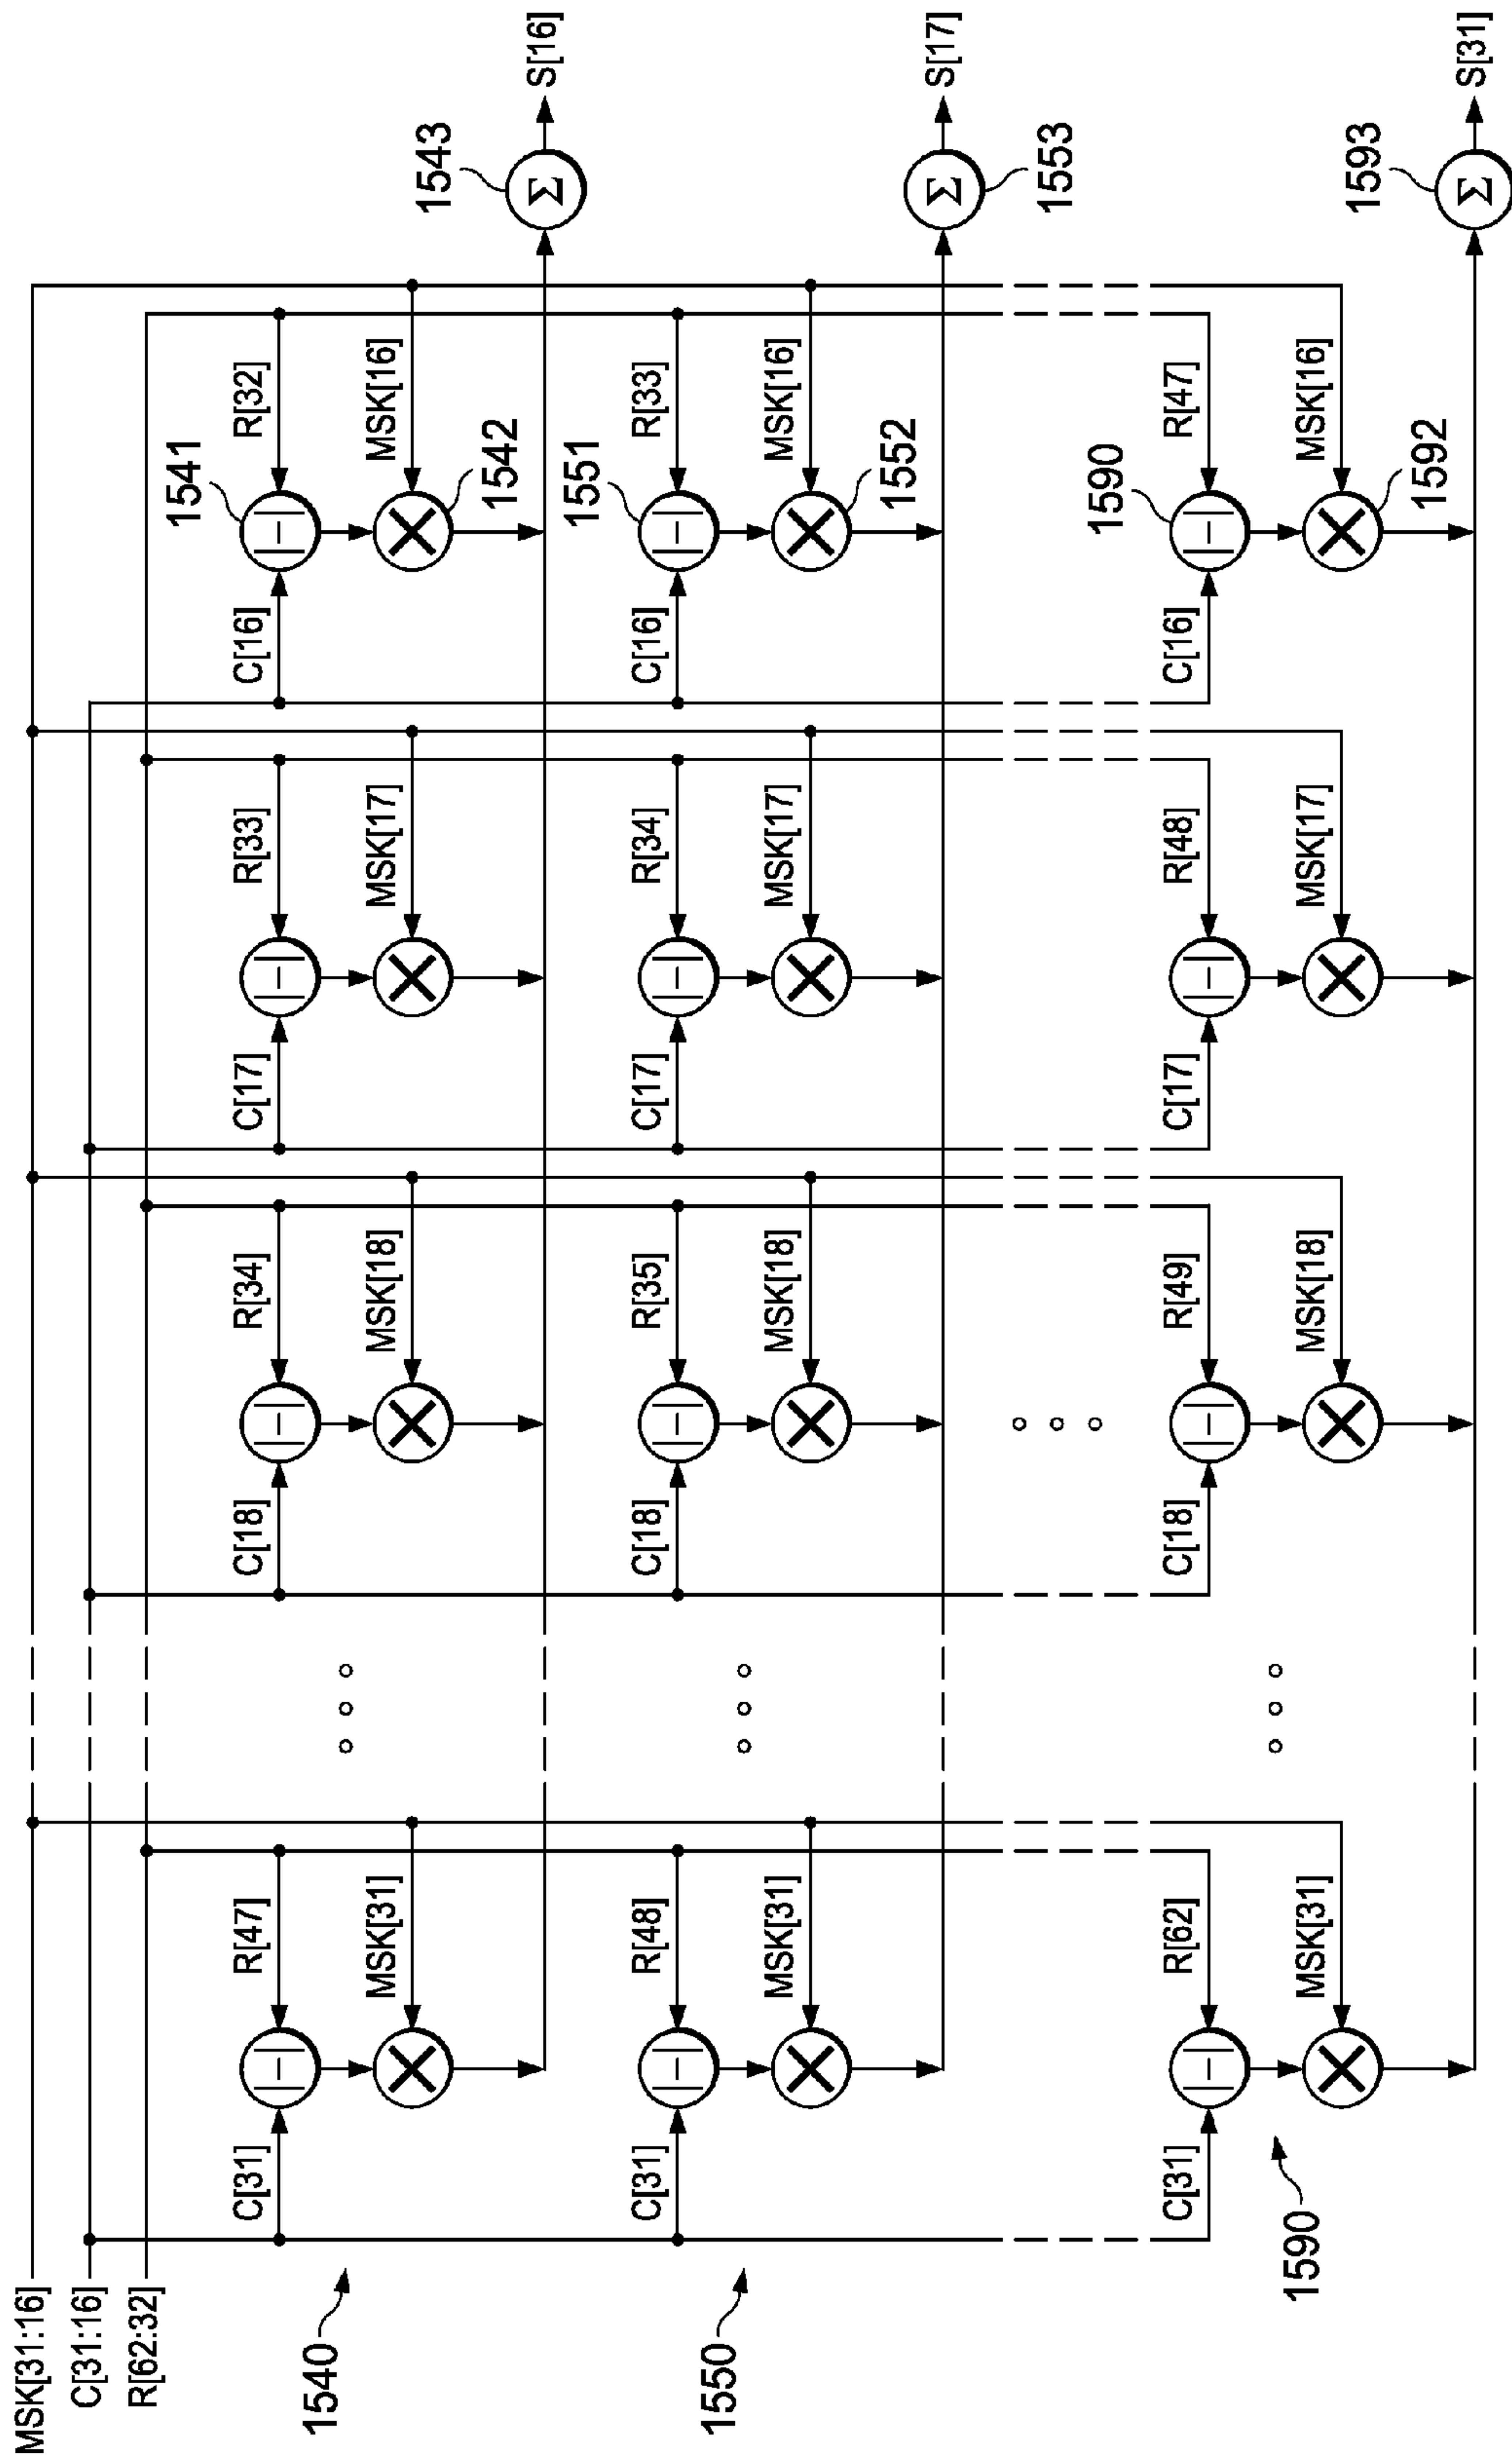 MSK[31:16]
C[31:16]
R[62:32]
1540
C[31] R[47] C[18] R[34] C[17] R[33] C[16] R[32] 1541
MSK[31] MSK[18] MSK[17] MSK[16] 1542
1543 Σ S[16]
1550
C[31] R[48] C[18] R[35] C[17] R[34] C[16] R[33] 1551
MSK[31] MSK[18] MSK[17] MSK[16] 1552
Σ S[17]
1553
C[31] R[62] C[18] R[49] C[17] R[48] C[16] R[47] 1590
1590
MSK[31] MSK[18] MSK[17] MSK[16] 1592
1593 Σ S[31]